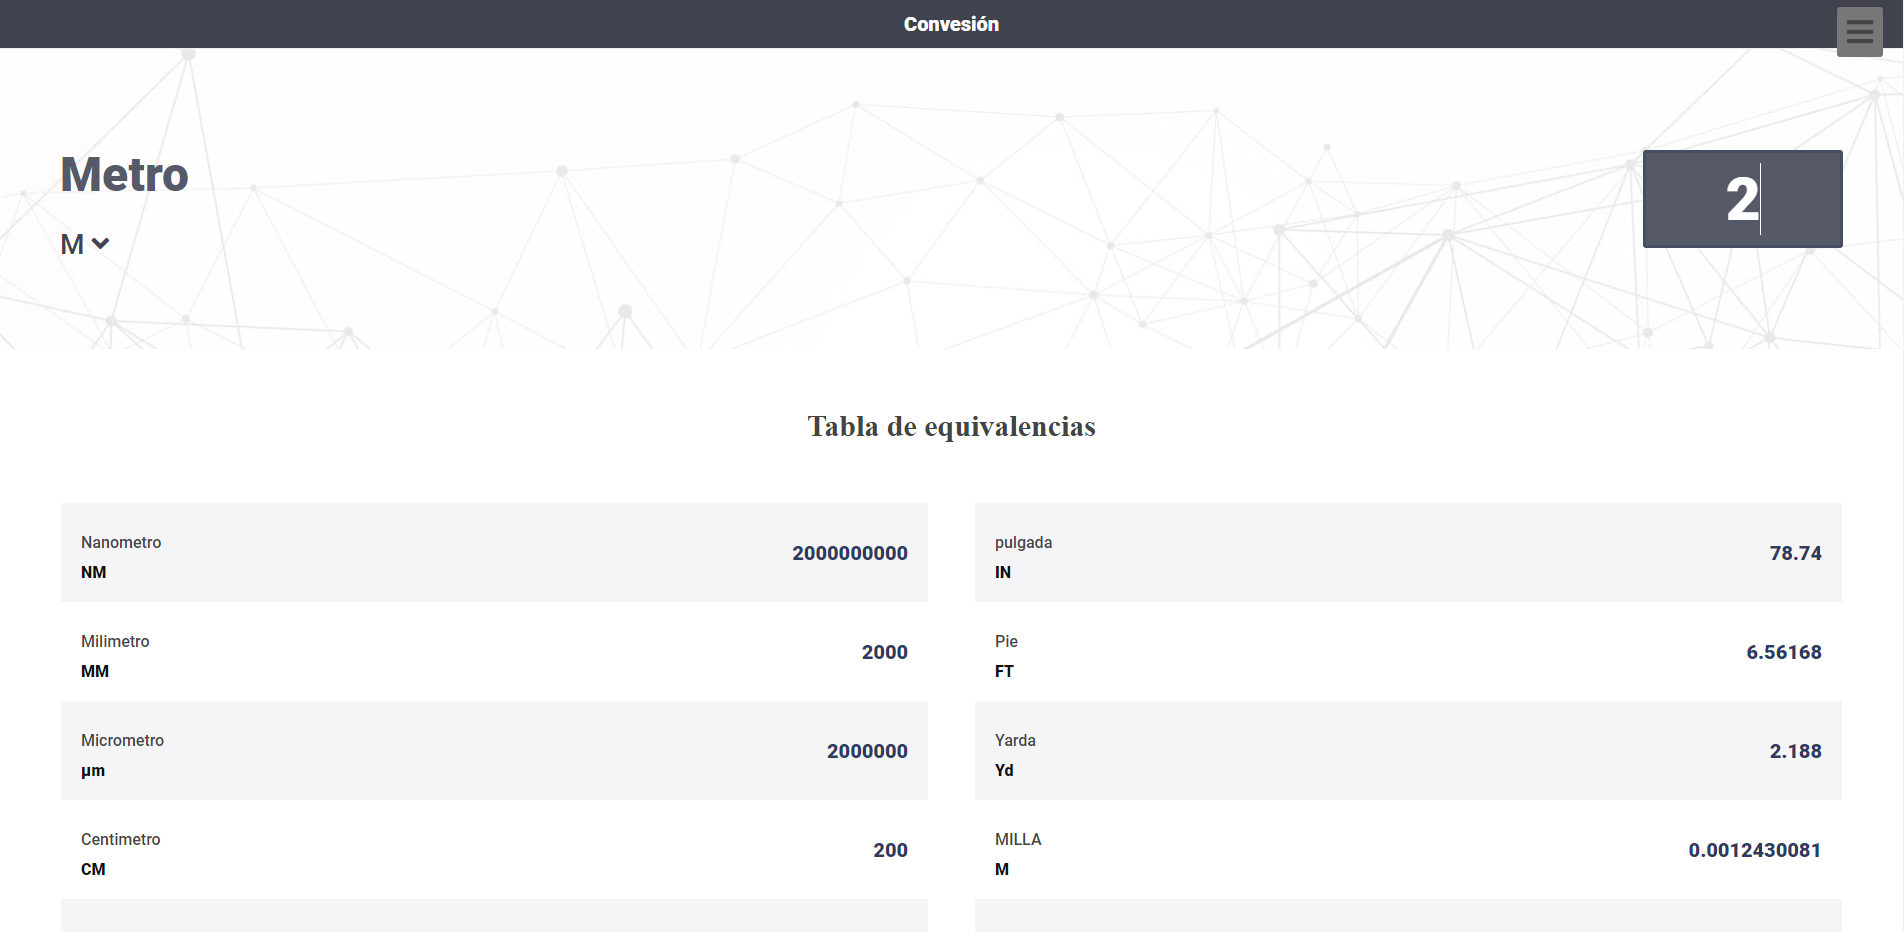 Convesión
Metro
M
2
Tabla de equivalencias
Nanometro
NM
2000000000
Milimetro
MM
2000
Micrometro
µm
2000000
Centimetro
CM
200
pulgada
IN
78.74
Pie
FT
6.56168
Yarda
Yd
2.188
MILLA
M
0.0012430081